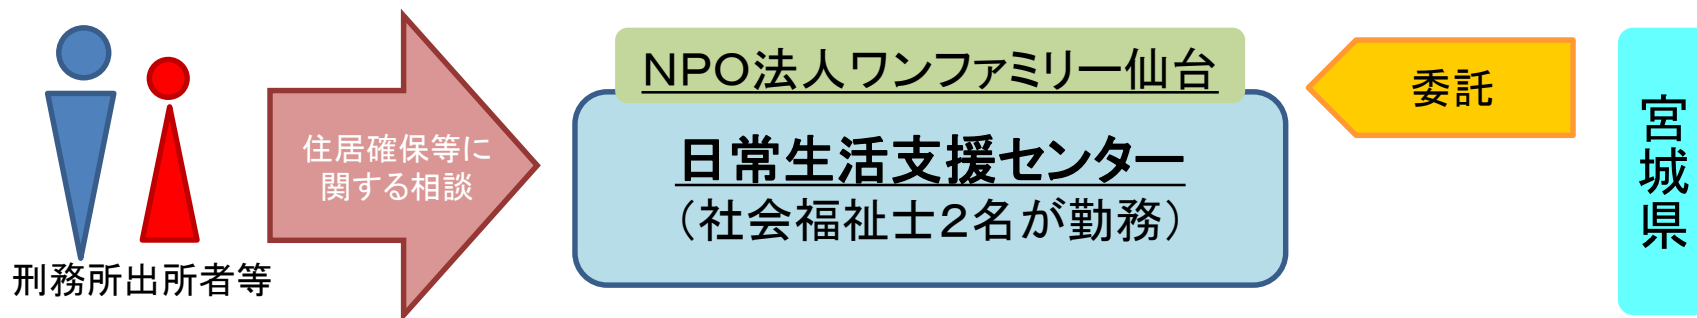 刑務所出所者等
住居確保等に
関する相談
NPO法人ワンファミリー仙台
日常生活支援センター
（社会福祉士２名が勤務）
委託
宮城県